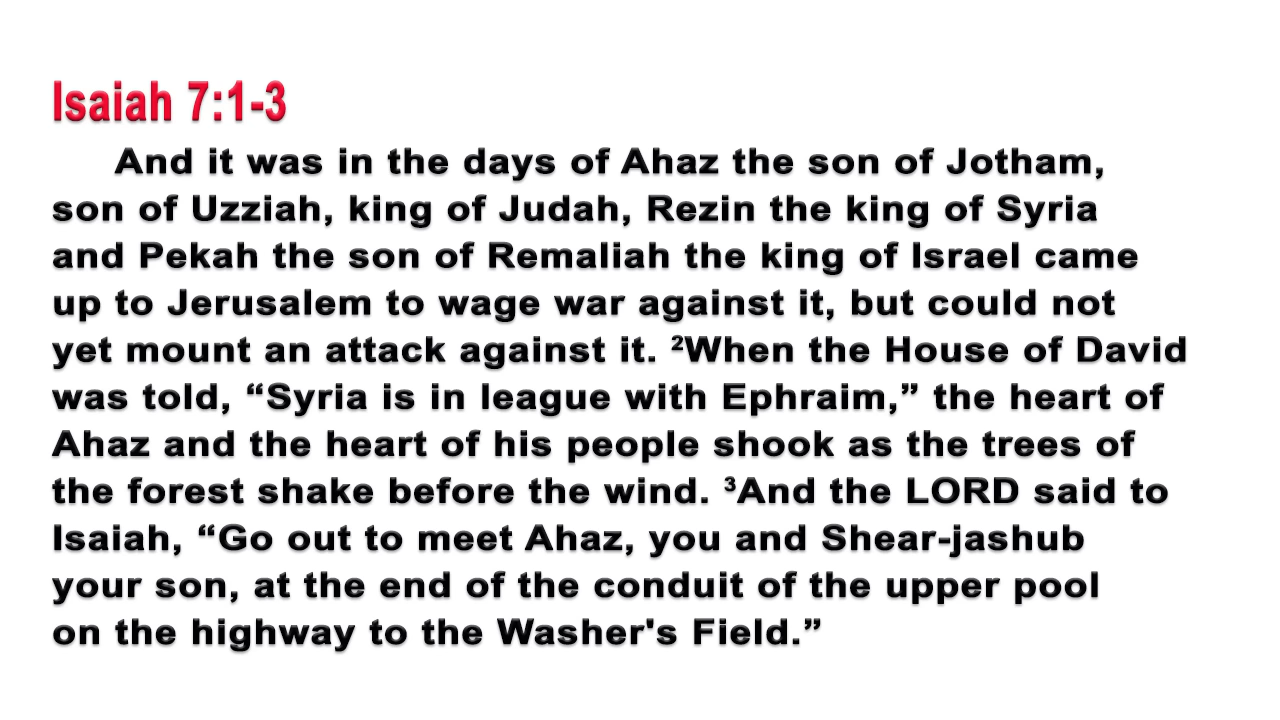 Isaiah 7:1-3
And it was in the days of Ahaz the son of Jotham,
son of Uzziah, king of Judah, Rezin the king of Syria
and Pekah the son of Remaliah the king of Israel came
up to Jerusalem to wage war against it, but could not
yet mount an attack against it. ²When the House of David
was told, “Syria is in league with Ephraim,” the heart of
Ahaz and the heart of his people shook as the trees of
the forest shake before the wind. ³And the LORD said to
Isaiah, “Go out to meet Ahaz, you and Shear-jashub
your son, at the end of the conduit of the upper pool
on the highway to the Washer's Field.”